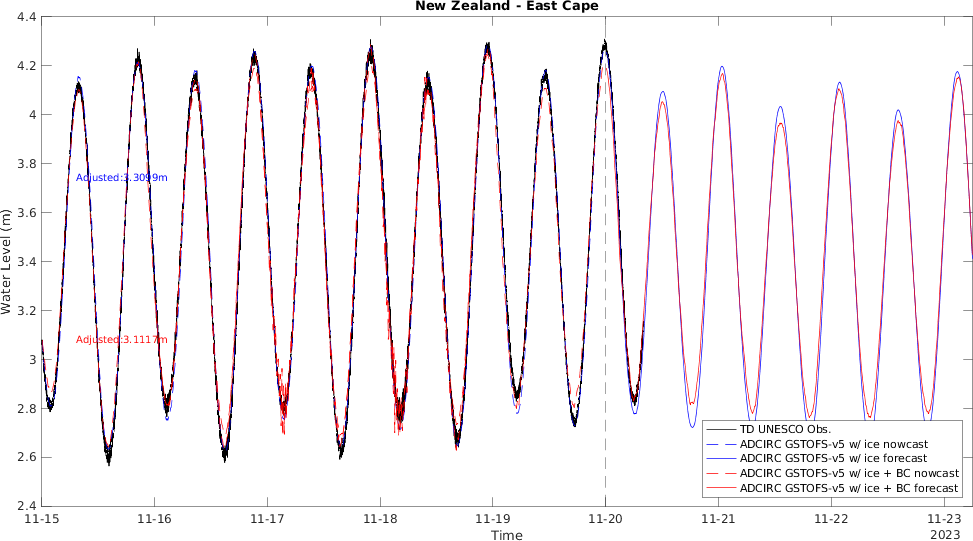 New Zealand - East Cape
4.4
4.2
4
3.8
3.6
3.4
3.2
3
2.8
2.6
2.4
Water Level (m)
Adjusted:3.3099m
Adjusted:3.1117m
TD UNESCO Obs.
ADCIRC GSTOFS-v5 w/ ice nowcast
ADCIRC GSTOFS-v5 w/ ice forecast
ADCIRC GSTOFS-v5 w/ ice + BC nowcast
ADCIRC GSTOFS-v5 w/ ice + BC forecast
11-15 11-16 11-17 11-18 11-19 11-20 11-21 11-22 11-23
2023
Time